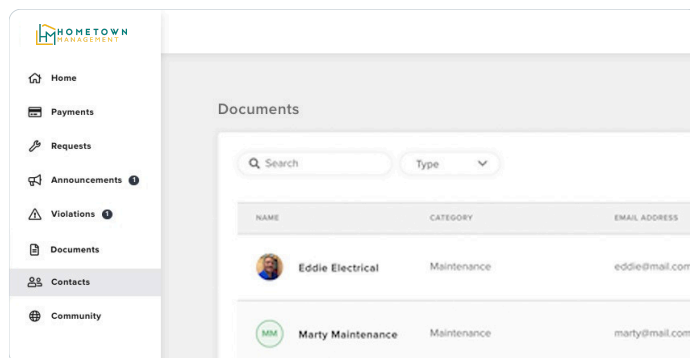 HOMETOWN
MANAGEMENT
Home
Payments
Requests
Announcements 1
Violations 1
Documents
Contacts
Community
Documents
Search Type
NAME CATEGORY EMAIL ADDRESS
Eddie Electrical Maintenance eddie@mail.com
MM Marty Maintenance Maintenance marty@mail.com